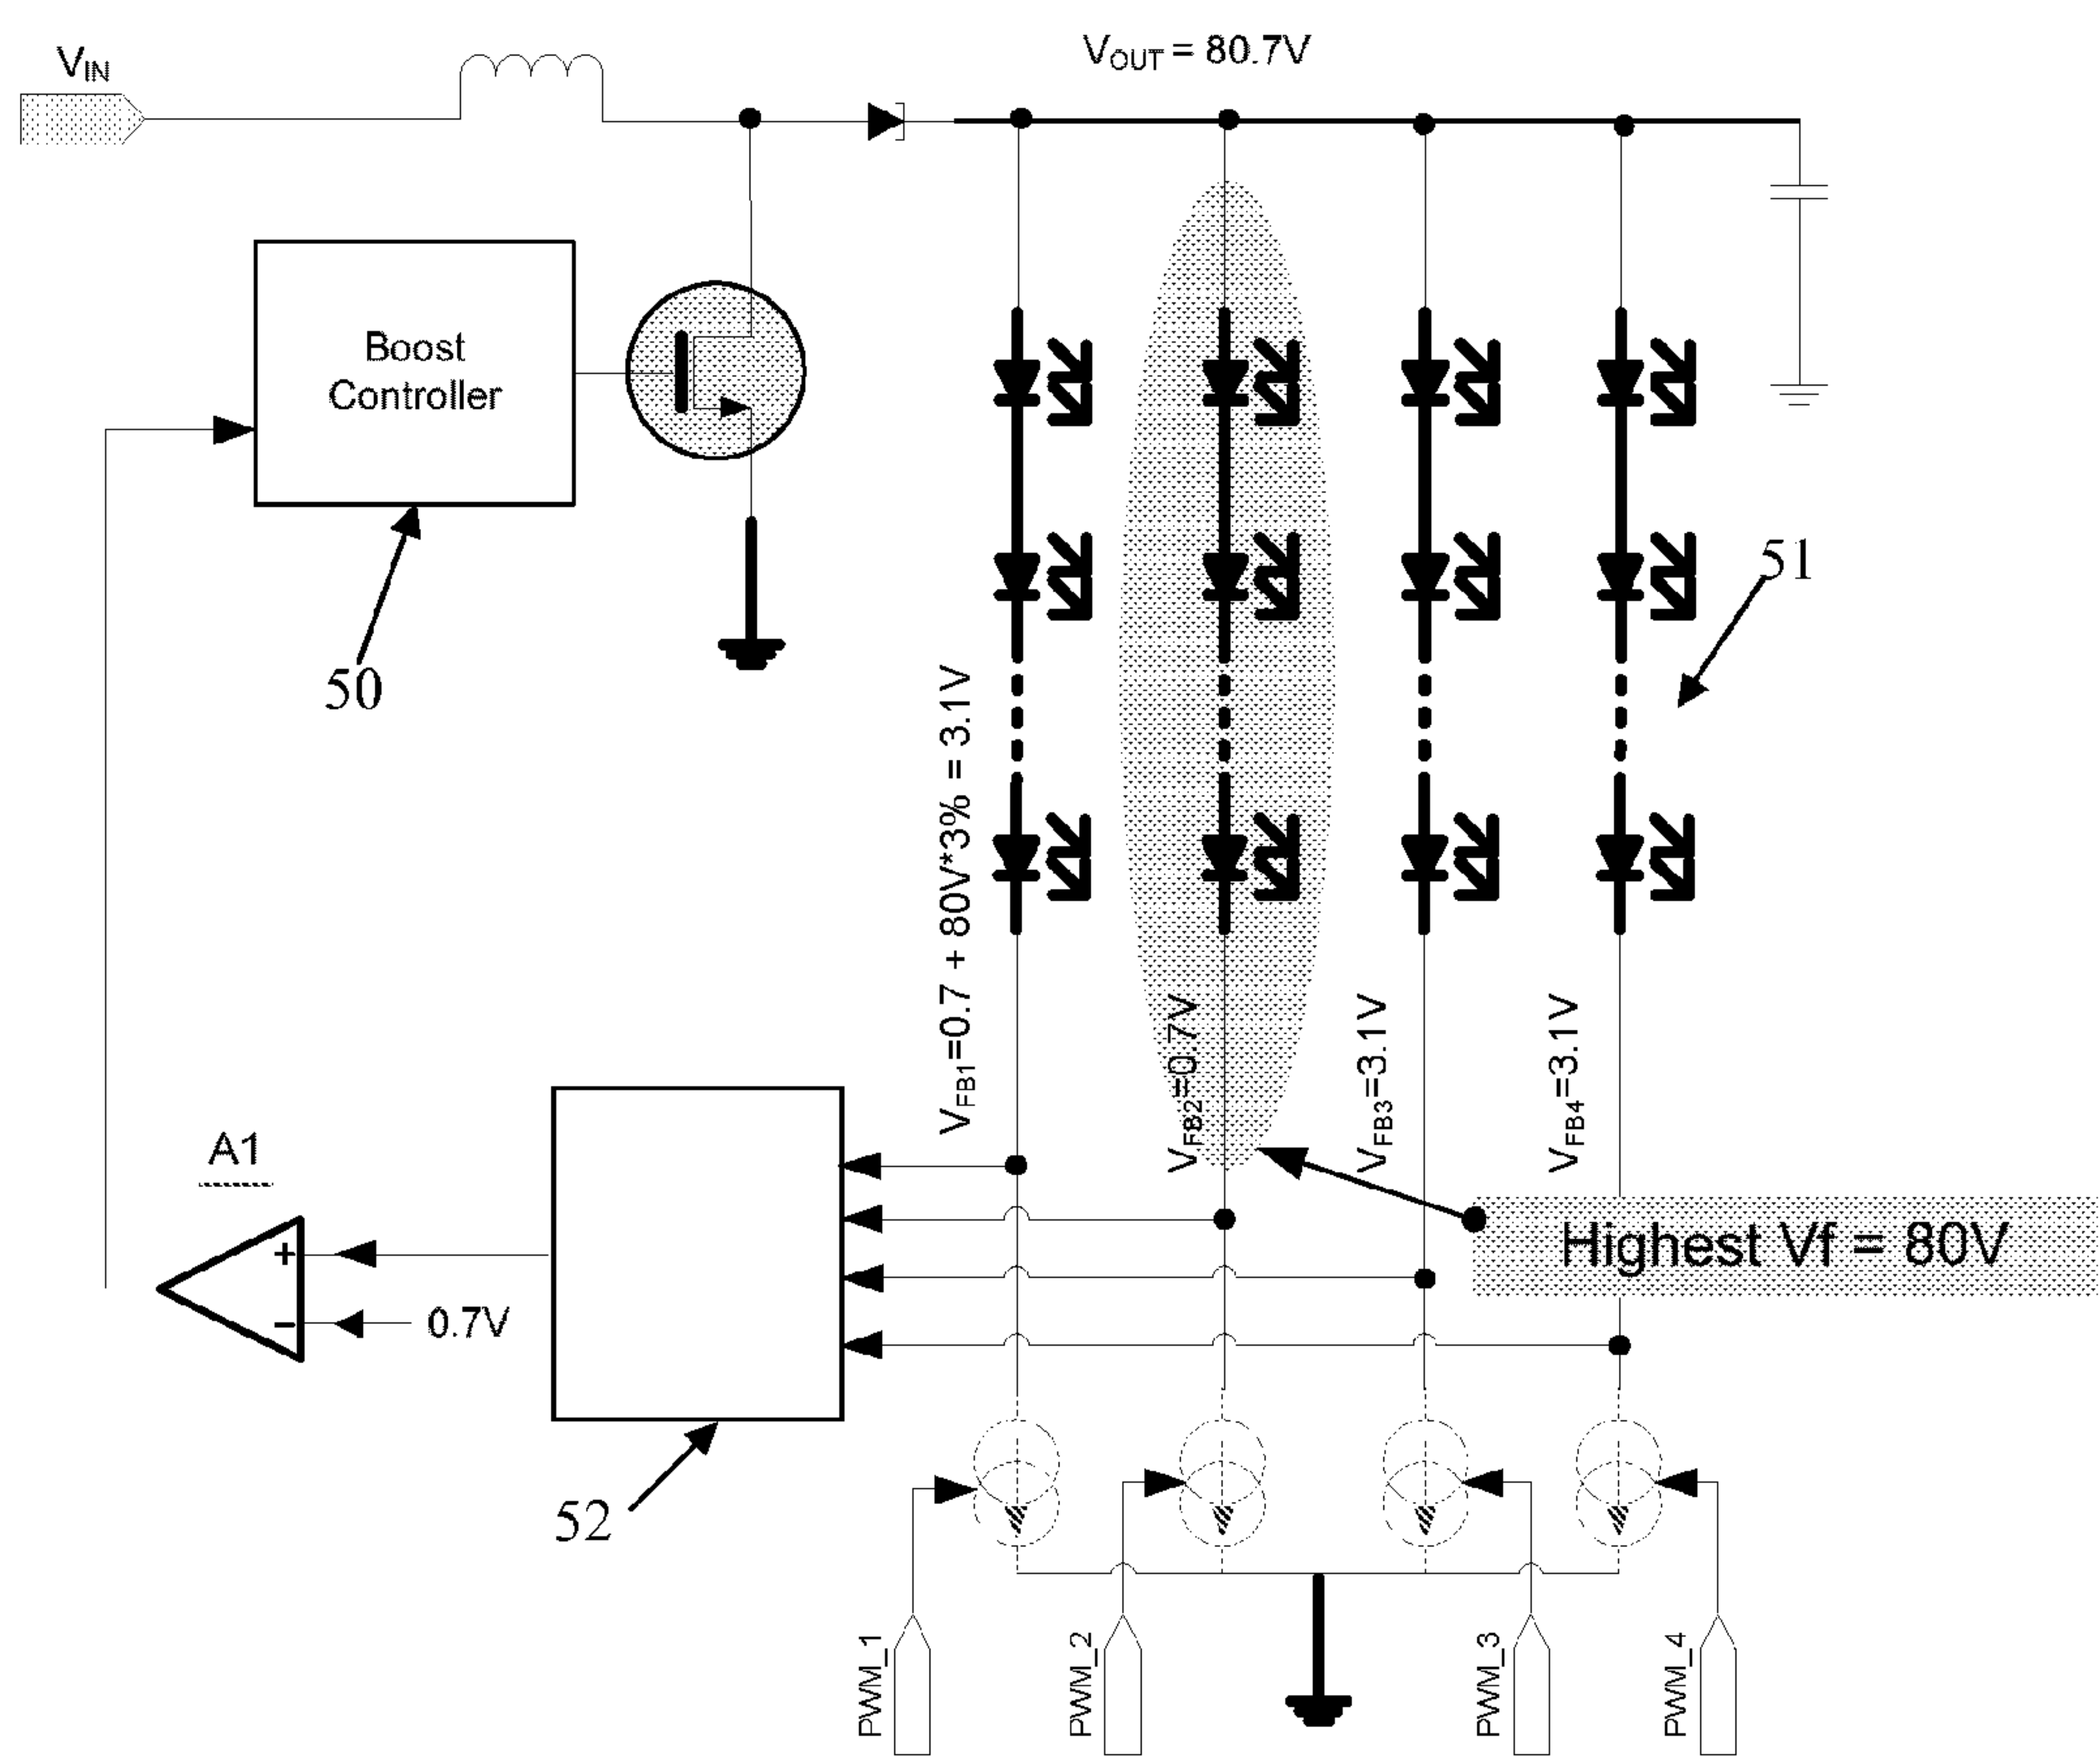 VIN
VOUT = 80.7V
Boost
Controller
50
51
VFB1=0.7 + 80V*3% = 3.1V
VFB2=0.7V
VFB3=3.1V
VFB4=3.1V
Highest Vf = 80V
A1
+
−
0.7V
52
PWM_1
PWM_2
PWM_3
PWM_4